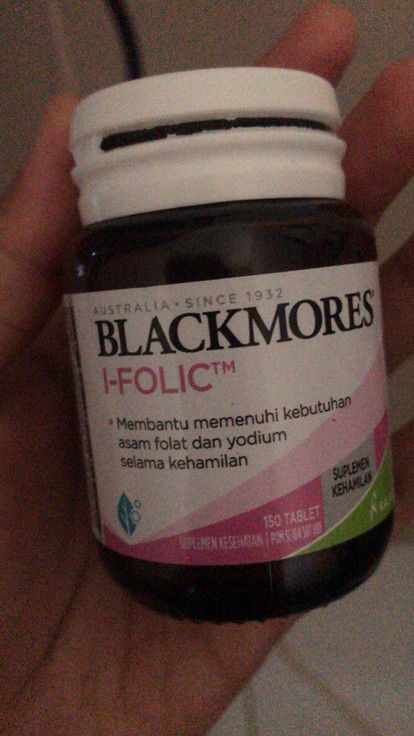 AUSTRALIA • SINCE 1932
BLACKMORES
I-FOLIC™
• Membantu memenuhi kebutuhan
asam folat dan yodium
selama kehamilan
SUPLEMEN
KEHAMILAN
150 TABLET
SUPLEMEN KESEHATAN | POM